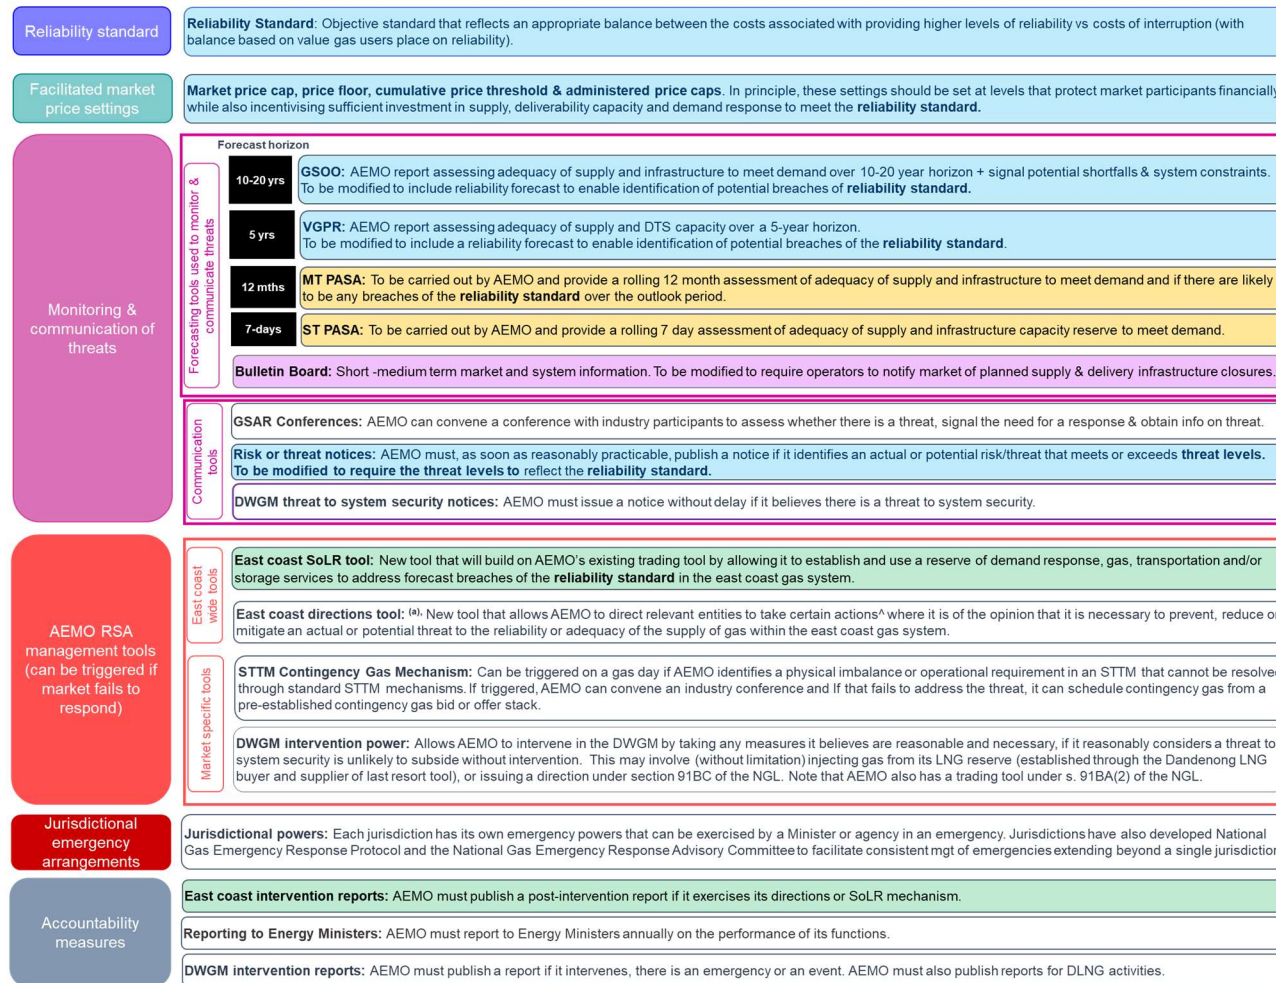 Reliability standard
Reliability Standard: Objective standard that reflects an appropriate balance between the costs associated with providing higher levels of reliability vs costs of interruption (with
balance based on value gas users place on reliability).
Facilitated market
price settings
Market price cap, price floor, cumulative price threshold & administered price caps. In principle, these settings should be set at levels that protect market participants financially
while also incentivising sufficient investment in supply, deliverability capacity and demand response to meet the reliability standard.
Monitoring &
communication of
threats
Forecasting tools used to monitor &
communicate threats
Forecast horizon
10-20 yrs
GSOO: AEMO report assessing adequacy of supply and infrastructure to meet demand over 10-20 year horizon + signal potential shortfalls & system constraints.
To be modified to include reliability forecast to enable identification of potential breaches of reliability standard.
5 yrs
VGPR: AEMO report assessing adequacy of supply and DTS capacity over a 5-year horizon.
To be modified to include a reliability forecast to enable identification of potential breaches of the reliability standard.
12 mths
MT PASA: To be carried out by AEMO and provide a rolling 12 month assessment of adequacy of supply and infrastructure to meet demand and if there are likely
to be any breaches of the reliability standard over the outlook period.
7-days
ST PASA: To be carried out by AEMO and provide a rolling 7 day assessment of adequacy of supply and infrastructure capacity reserve to meet demand.
Bulletin Board: Short -medium term market and system information. To be modified to require operators to notify market of planned supply & delivery infrastructure closures.
Communication
tools
GSAR Conferences: AEMO can convene a conference with industry participants to assess whether there is a threat, signal the need for a response & obtain info on threat.
Risk or threat notices: AEMO must, as soon as reasonably practicable, publish a notice if it identifies an actual or potential risk/threat that meets or exceeds threat levels.
To be modified to require the threat levels to reflect the reliability standard.
DWGM threat to system security notices: AEMO must issue a notice without delay if it believes there is a threat to system security.
AEMO RSA
management tools
(can be triggered if
market fails to
respond)
East coast
wide tools
East coast SoLR tool: New tool that will build on AEMO's existing trading tool by allowing it to establish and use a reserve of demand response, gas, transportation and/or
storage services to address forecast breaches of the reliability standard in the east coast gas system.
East coast directions tool: (a). New tool that allows AEMO to direct relevant entities to take certain actions^ where it is of the opinion that it is necessary to prevent, reduce or
mitigate an actual or potential threat to the reliability or adequacy of the supply of gas within the east coast gas system.
Market specific tools
STTM Contingency Gas Mechanism: Can be triggered on a gas day if AEMO identifies a physical imbalance or operational requirement in an STTM that cannot be resolved
through standard STTM mechanisms. If triggered, AEMO can convene an industry conference and If that fails to address the threat, it can schedule contingency gas from a
pre-established contingency gas bid or offer stack.
DWGM intervention power: Allows AEMO to intervene in the DWGM by taking any measures it believes are reasonable and necessary, if it reasonably considers a threat to
system security is unlikely to subside without intervention. This may involve (without limitation) injecting gas from its LNG reserve (established through the Dandenong LNG
buyer and supplier of last resort tool), or issuing a direction under section 91BC of the NGL. Note that AEMO also has a trading tool under s. 91BA(2) of the NGL.
Jurisdictional
emergency
arrangements
Jurisdictional powers: Each jurisdiction has its own emergency powers that can be exercised by a Minister or agency in an emergency. Jurisdictions have also developed National
Gas Emergency Response Protocol and the National Gas Emergency Response Advisory Committee to facilitate consistent mgt of emergencies extending beyond a single jurisdiction
Accountability
measures
East coast intervention reports: AEMO must publish a post-intervention report if it exercises its directions or SoLR mechanism.
Reporting to Energy Ministers: AEMO must report to Energy Ministers annually on the performance of its functions.
DWGM intervention reports: AEMO must publish a report if it intervenes, there is an emergency or an event. AEMO must also publish reports for DLNG activities.